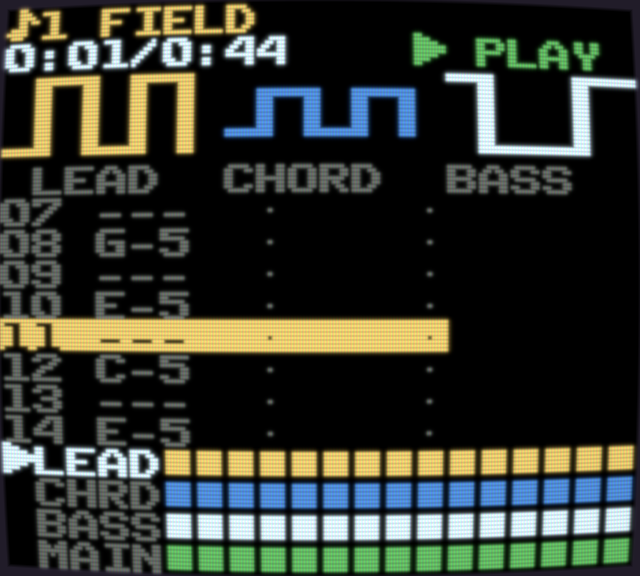 ♪1 FIELD
0:01/0:44 ▶ PLAY
LEAD CHORD BASS
07 --- · ·
08 G-5 · ·
09 --- · ·
10 E-5 · ·
11 --- · ·
12 C-5 · ·
13 --- · ·
14 E-5 · ·
▶LEAD
CHRD
BASS
MAIN